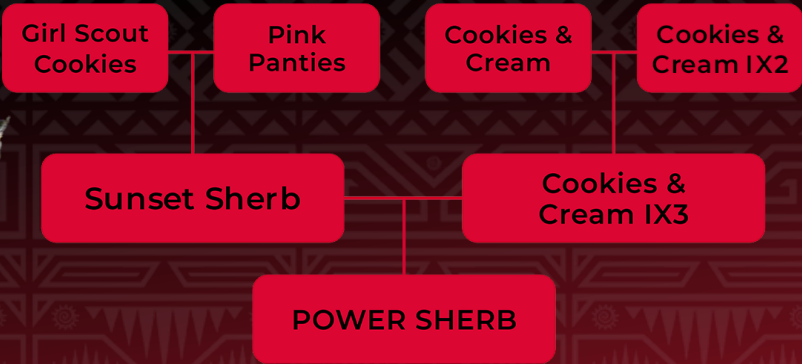 Girl Scout
Cookies
Pink
Panties
Cookies &
Cream
Cookies &
Cream IX2
Sunset Sherb
Cookies &
Cream IX3
POWER SHERB